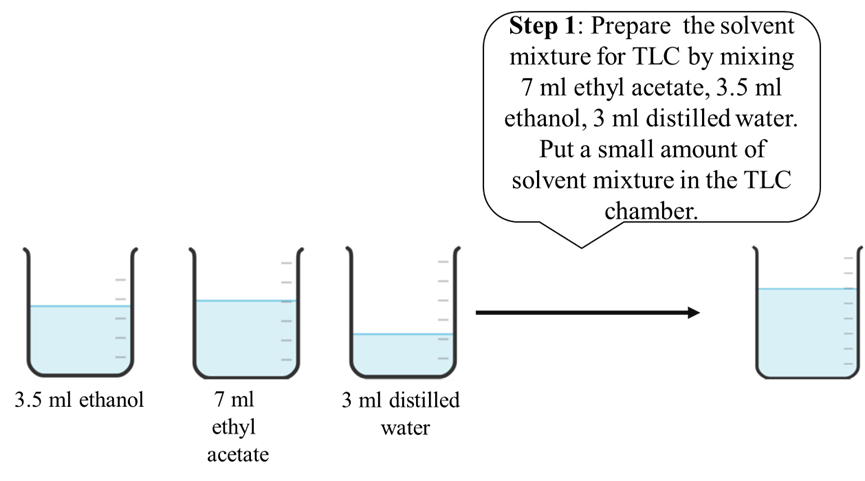 Step 1: Prepare the solvent
mixture for TLC by mixing
7 ml ethyl acetate, 3.5 ml
ethanol, 3 ml distilled water.
Put a small amount of
solvent mixture in the TLC
chamber.
3.5 ml ethanol
7 ml
ethyl
acetate
3 ml distilled
water